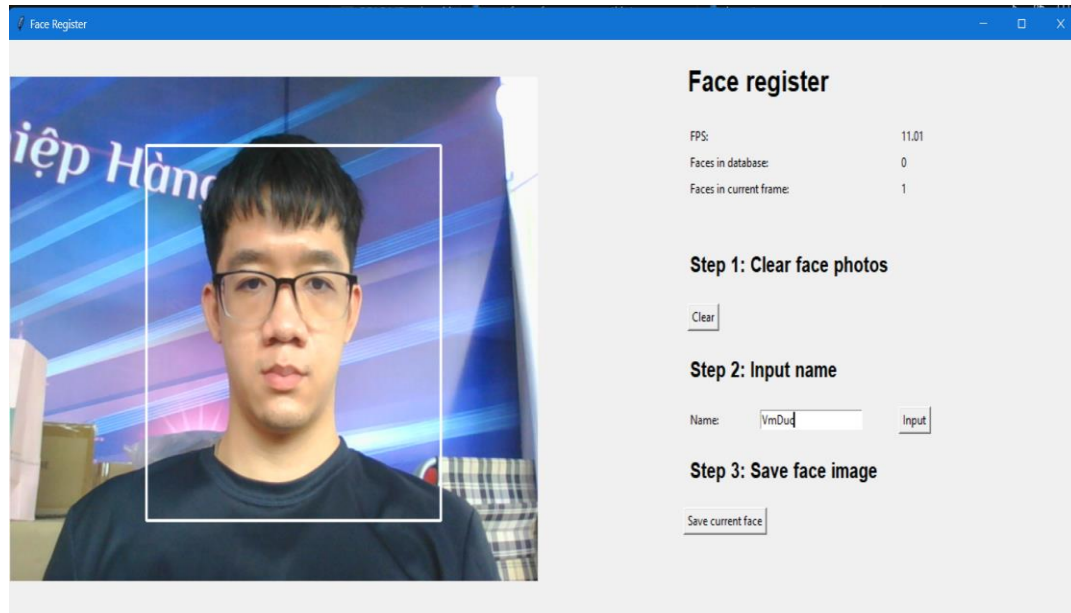 Face Register
iệp Hàng
Face register
FPS: 11.01
Faces in database: 0
Faces in current frame: 1
Step 1: Clear face photos
Clear
Step 2: Input name
Name: VmDuc Input
Step 3: Save face image
Save current face